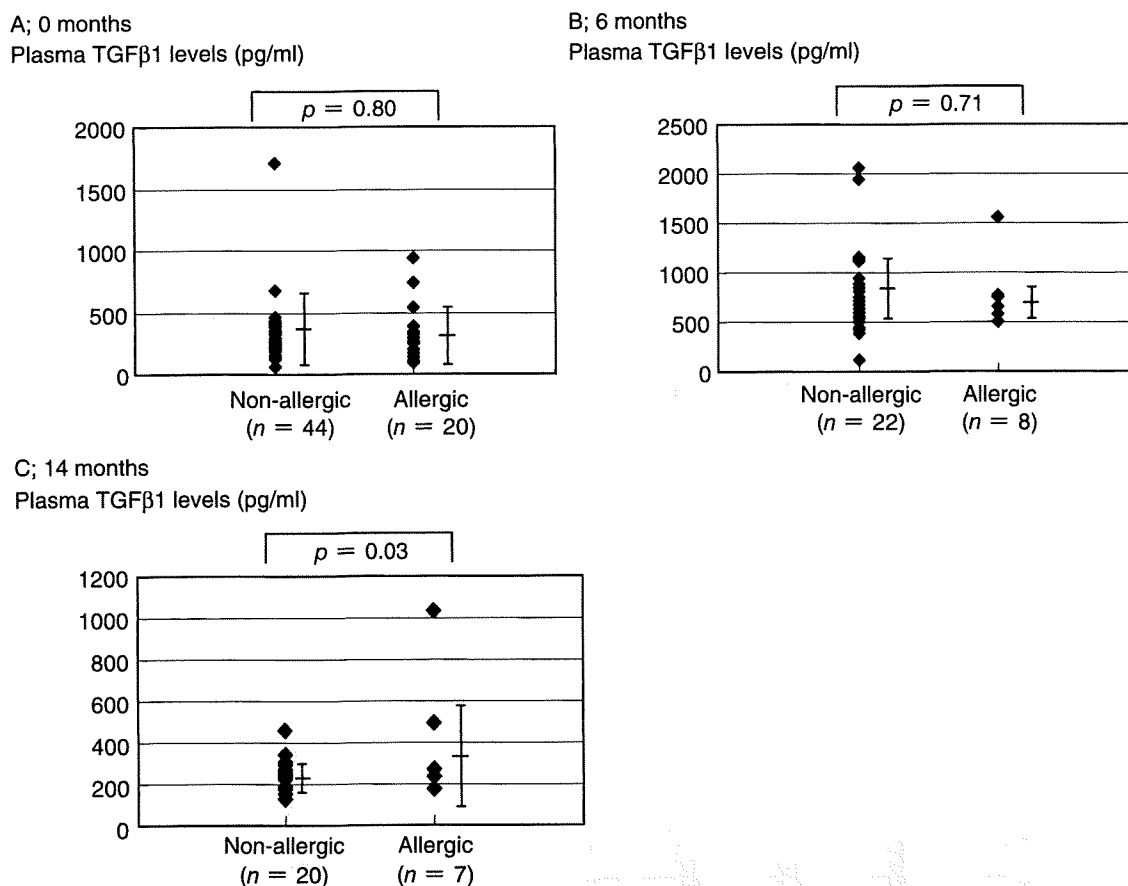 A; 0 months
Plasma TGFβ1 levels (pg/ml)
p = 0.80
2000
1500
1000
500
0
Non-allergic Allergic
(n = 44) (n = 20)
B; 6 months
Plasma TGFβ1 levels (pg/ml)
p = 0.71
2500
2000
1500
1000
500
0
Non-allergic Allergic
(n = 22) (n = 8)
C; 14 months
Plasma TGFβ1 levels (pg/ml)
p = 0.03
1200
1000
800
600
400
200
0
Non-allergic Allergic
(n = 20) (n = 7)